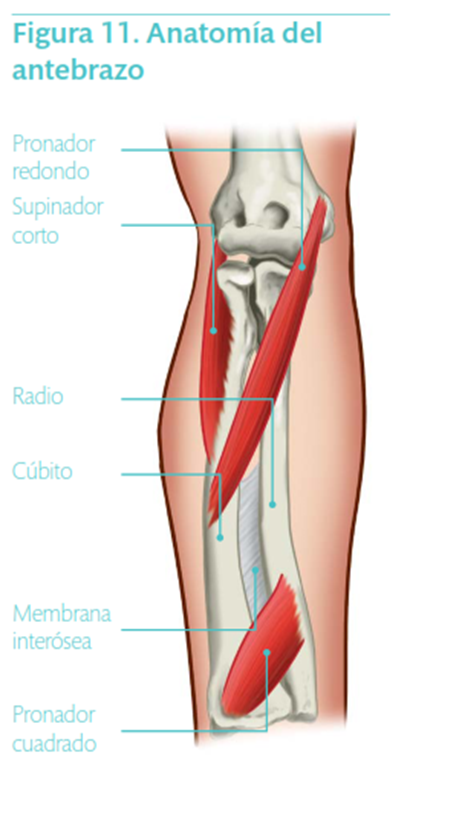 Figura 11. Anatomía del
antebrazo
Pronador
redondo
Supinador
corto
Radio
Cúbito
Membrana
interósea
Pronador
cuadrado